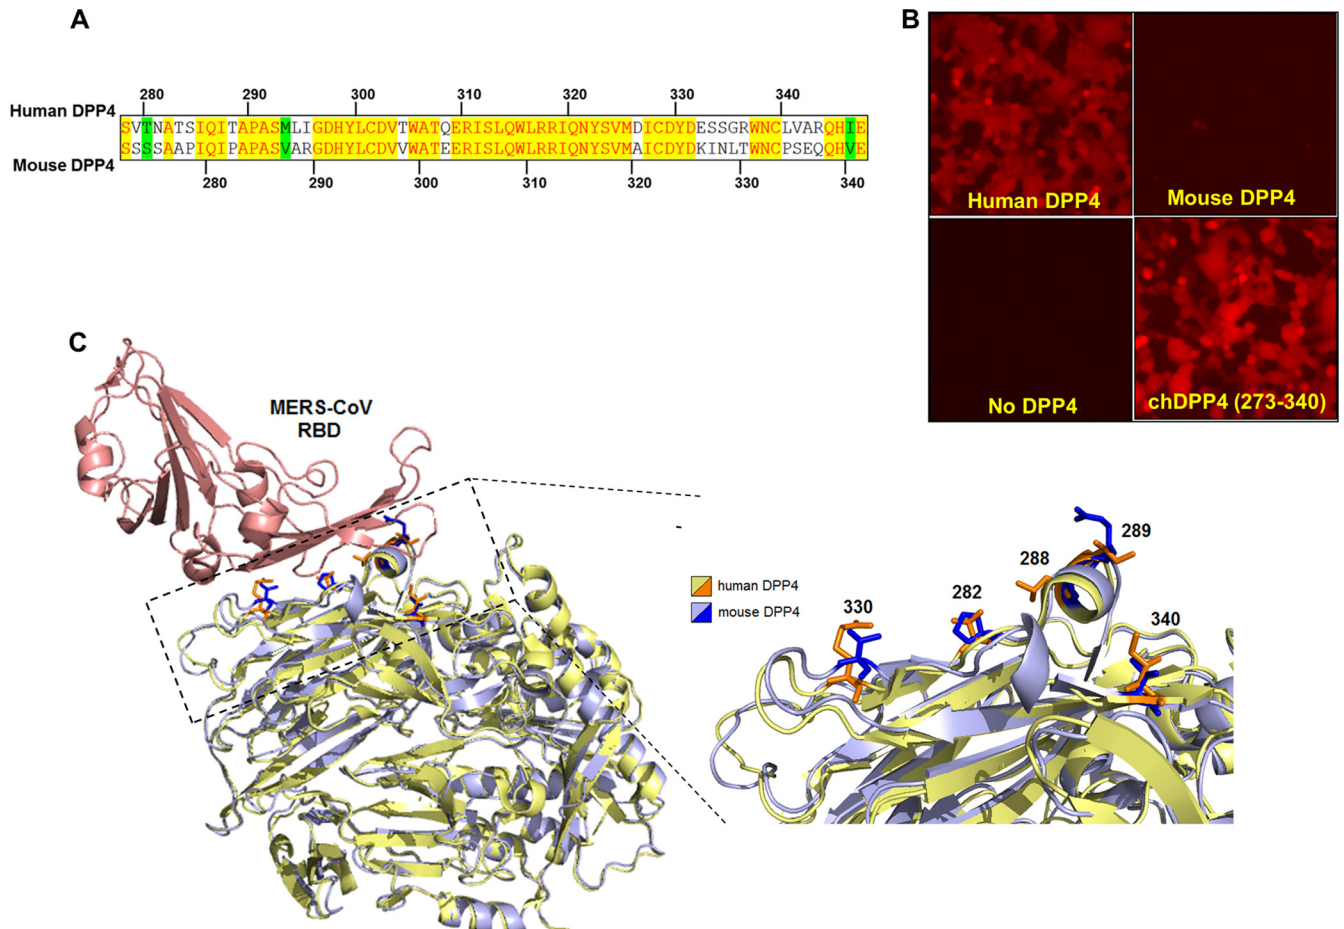 A
280 290 300 310 320 330 340
Human DPP4
SVTNATSIQITAPASMLIGDHYLCDVTWATQERISLQWLRRIQNYSVMDICDYDESSGRWNCLVARQHIE
SSSSAAPIQIPAPASVARGDHYLCDVVWATEERISLQWLRRIQNYSVMAICDYDKINLTWNCPSEQQHVE
Mouse DPP4
280 290 300 310 320 330 340
B
Human DPP4
Mouse DPP4
No DPP4
chDPP4 (273-340)
C
MERS-CoV
RBD
human DPP4
mouse DPP4
330
282
288
289
340